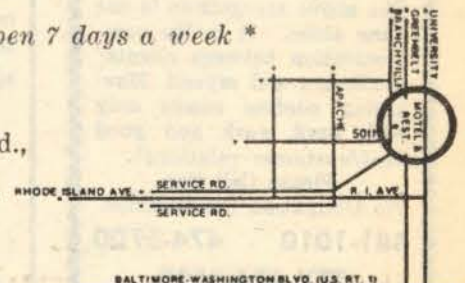 pen 7 days a week *
d.,
UNIVERSITY
GREENBELT
BRANCHVILLE
MOTEL &
REST.
APACHE
50TH
RHODE ISLAND AVE.
SERVICE RD.
R. I. AVE
SERVICE RD.
BALTIMORE-WASHINGTON BLVD. (U.S. RT. 1)